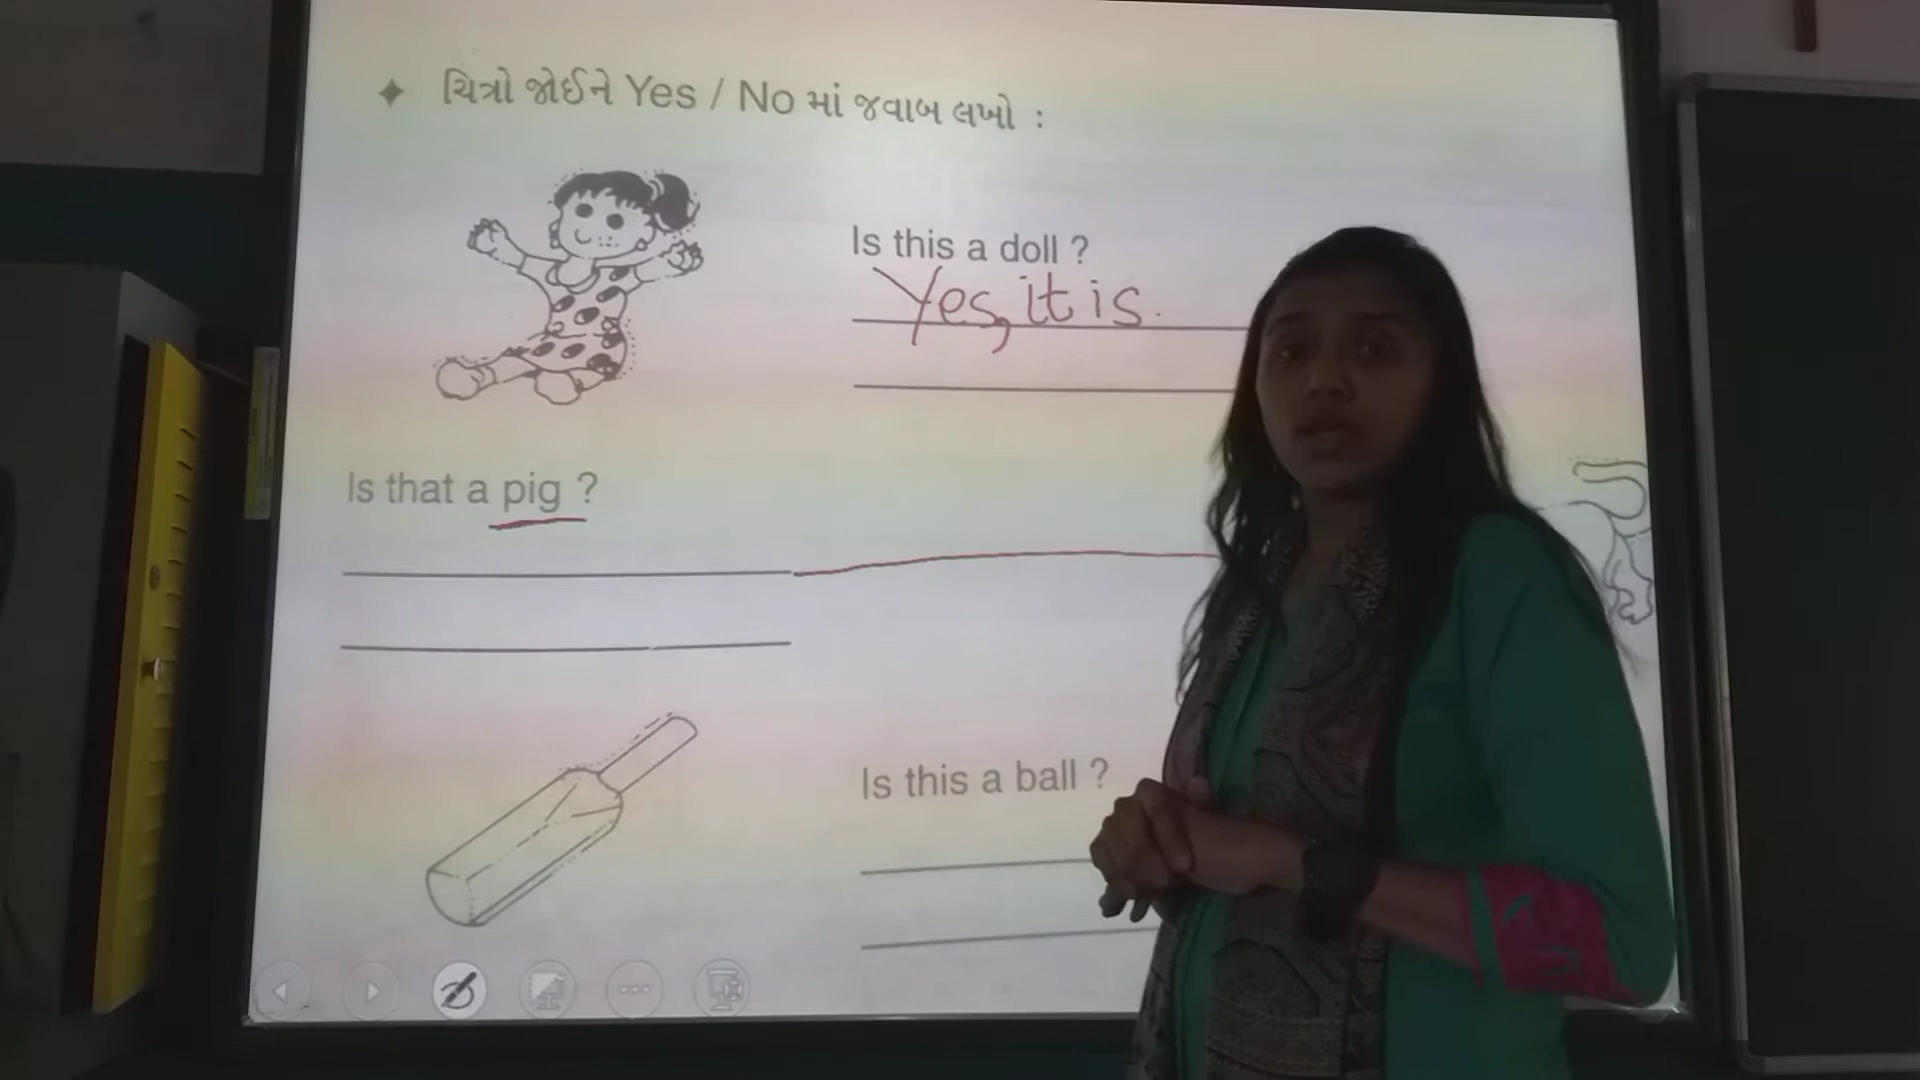 ✦ ચિત્રો જોઈને Yes / No માં જવાબ લખો :
Is this a doll ?
Yes, it is.
Is that a pig ?
Is this a ball ?